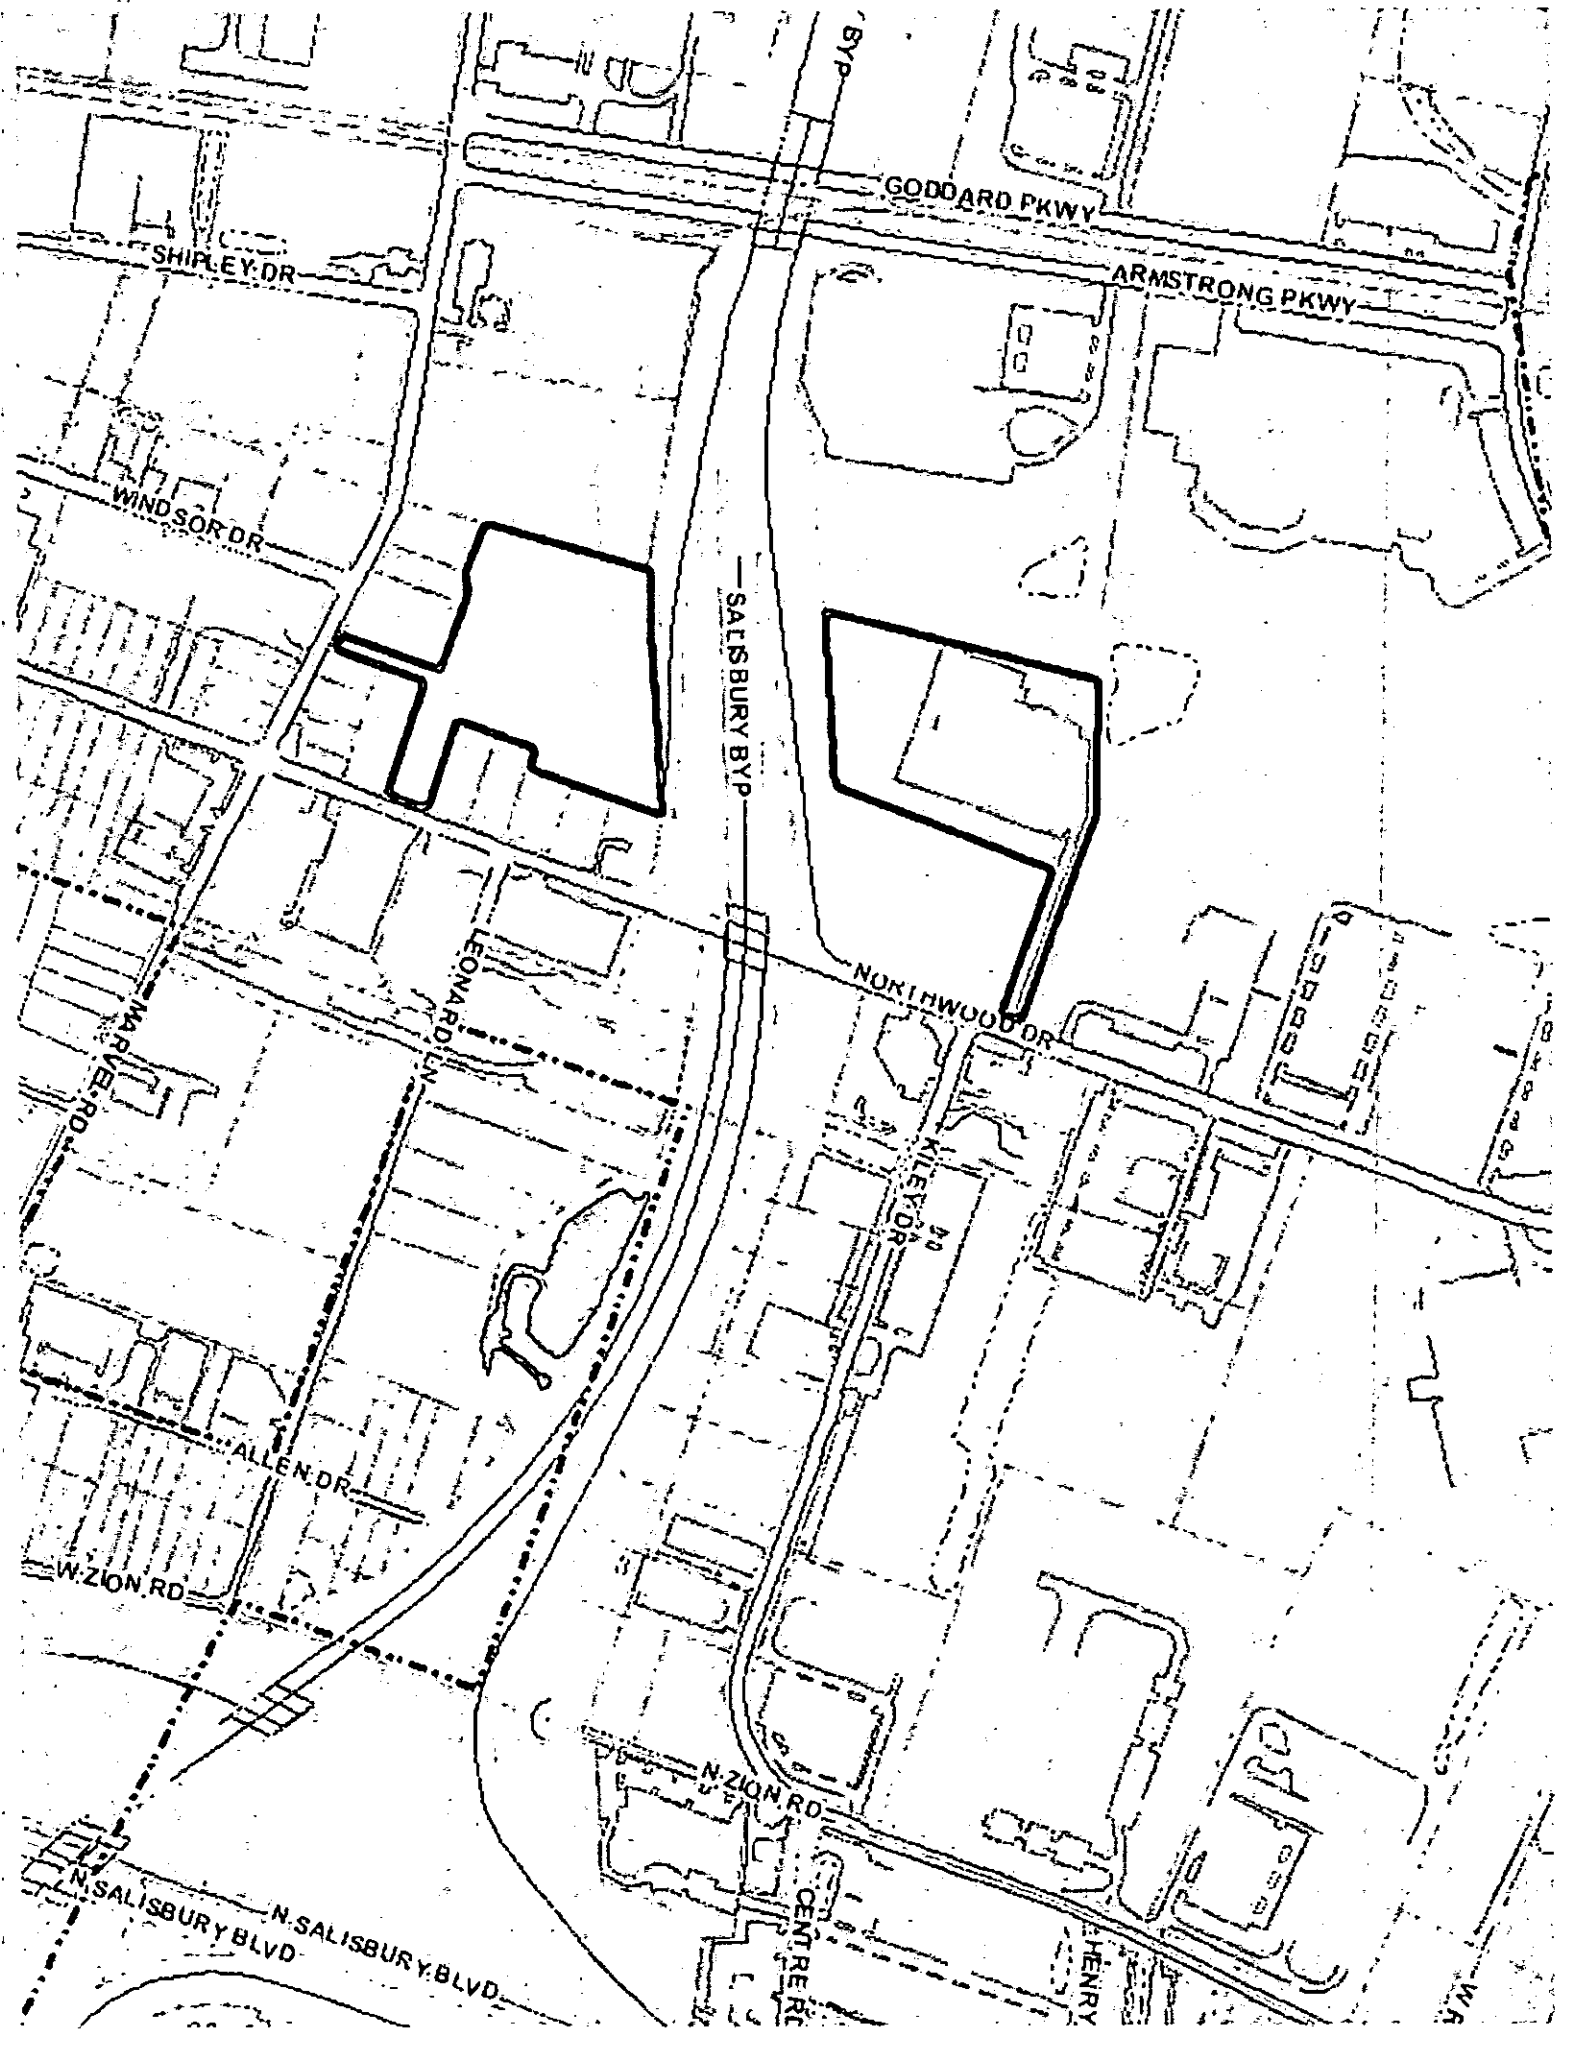 BYP
GODDARD PKWY
SHIPLEY DR
ARMSTRONG PKWY
WINDSOR DR
SALISBURY BYP
LEONARD LN
NORTHWOOD DR
MARVEL RD
KILEY DR
ALLEN DR
W ZION RD
N ZION RD
N SALISBURY BLVD
N SALISBURY BLVD
CENTRE RD
HENRY